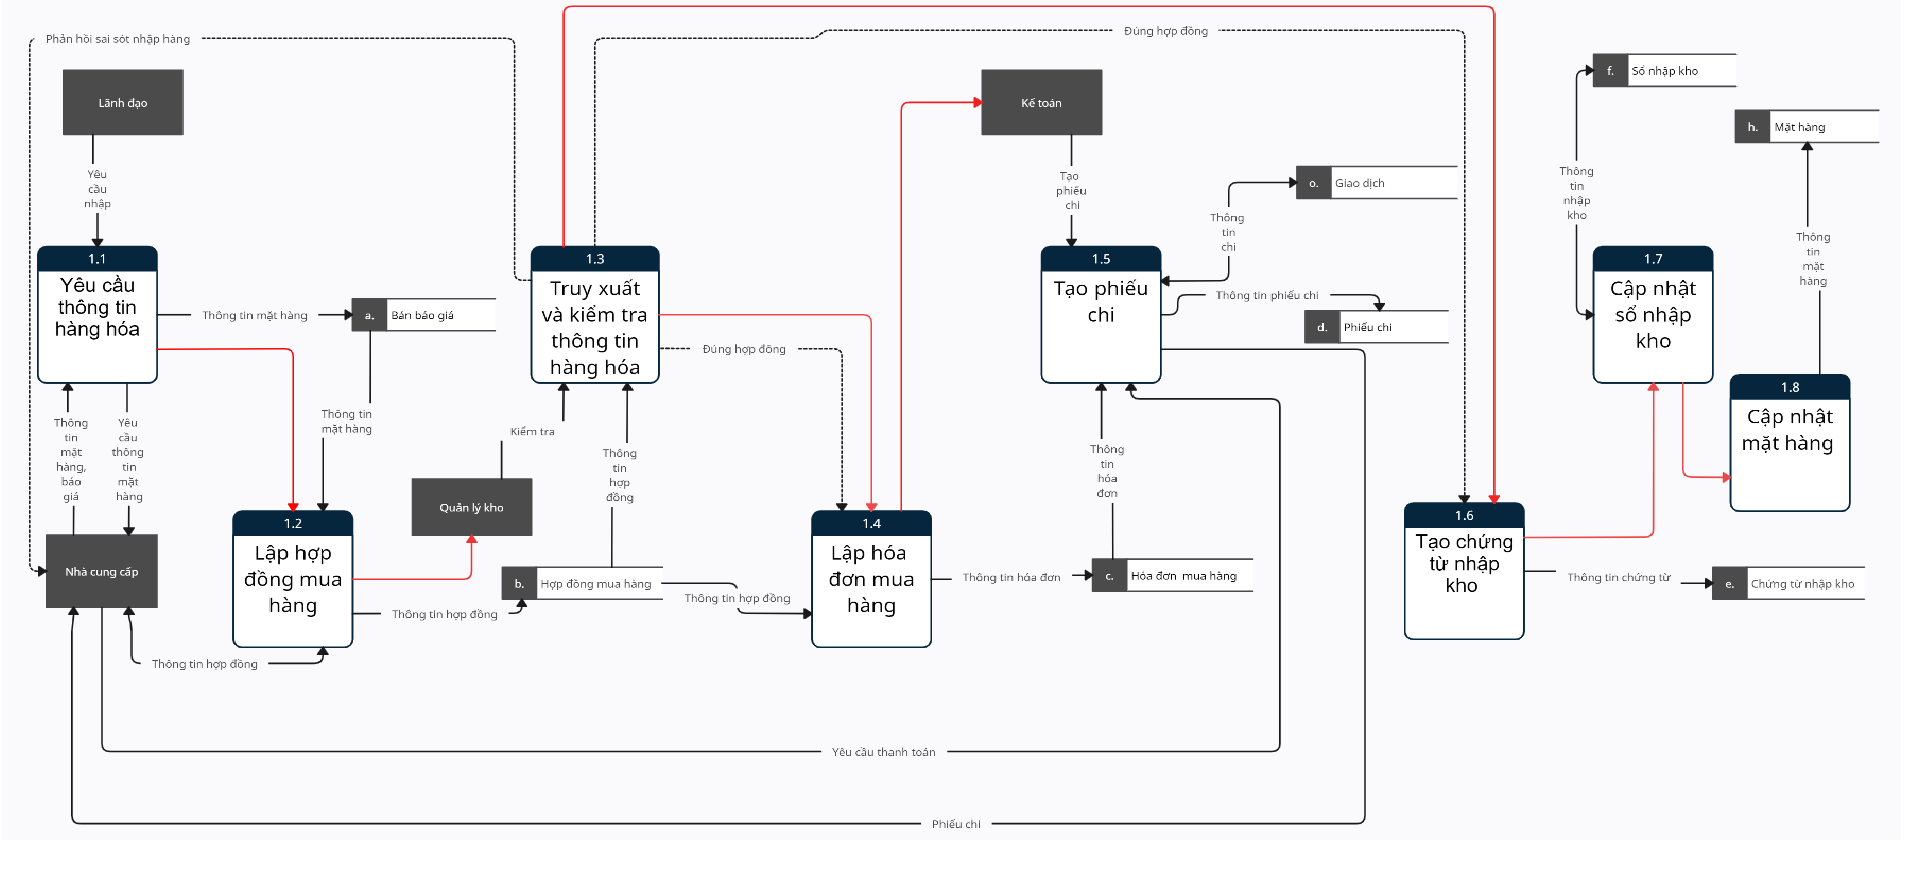 Phản hồi sai sót nhập hàng
Đúng hợp đồng
Lãnh đạo
Kế toán
f.
Sổ nhập kho
h.
Mặt hàng
Yêu
cầu
nhập
Tạo
phiếu
chi
o.
Giao dịch
Thông
tin
nhập
kho
Thông
tin
chi
Thông
tin
mặt
hàng
1.1
Yêu cầu
thông tin
hàng hóa
1.3
Truy xuất
và kiểm tra
thông tin
hàng hóa
1.5
Tạo phiếu
chi
1.7
Cập nhật
sổ nhập
kho
Thông tin mặt hàng
a.
Bản báo giá
Thông tin phiếu chi
d.
Phiếu chi
Đúng hợp đồng
1.8
Cập nhật
mặt hàng
Thông
tin
mặt
hàng,
báo
giá
Yêu
cầu
thông
tin
mặt
hàng
Thông tin
mặt hàng
Kiểm tra
Thông
tin
hợp
đồng
Thông
tin
hóa
đơn
Quản lý kho
Nhà cung cấp
1.2
Lập hợp
đồng mua
hàng
1.4
Lập hóa
đơn mua
hàng
1.6
Tạo chứng
từ nhập
kho
b.
Hợp đồng mua hàng
Thông tin hợp đồng
Thông tin hợp đồng
Thông tin hóa đơn
c.
Hóa đơn mua hàng
Thông tin chứng từ
e.
Chứng từ nhập kho
Thông tin hợp đồng
Yêu cầu thanh toán
Phiếu chi